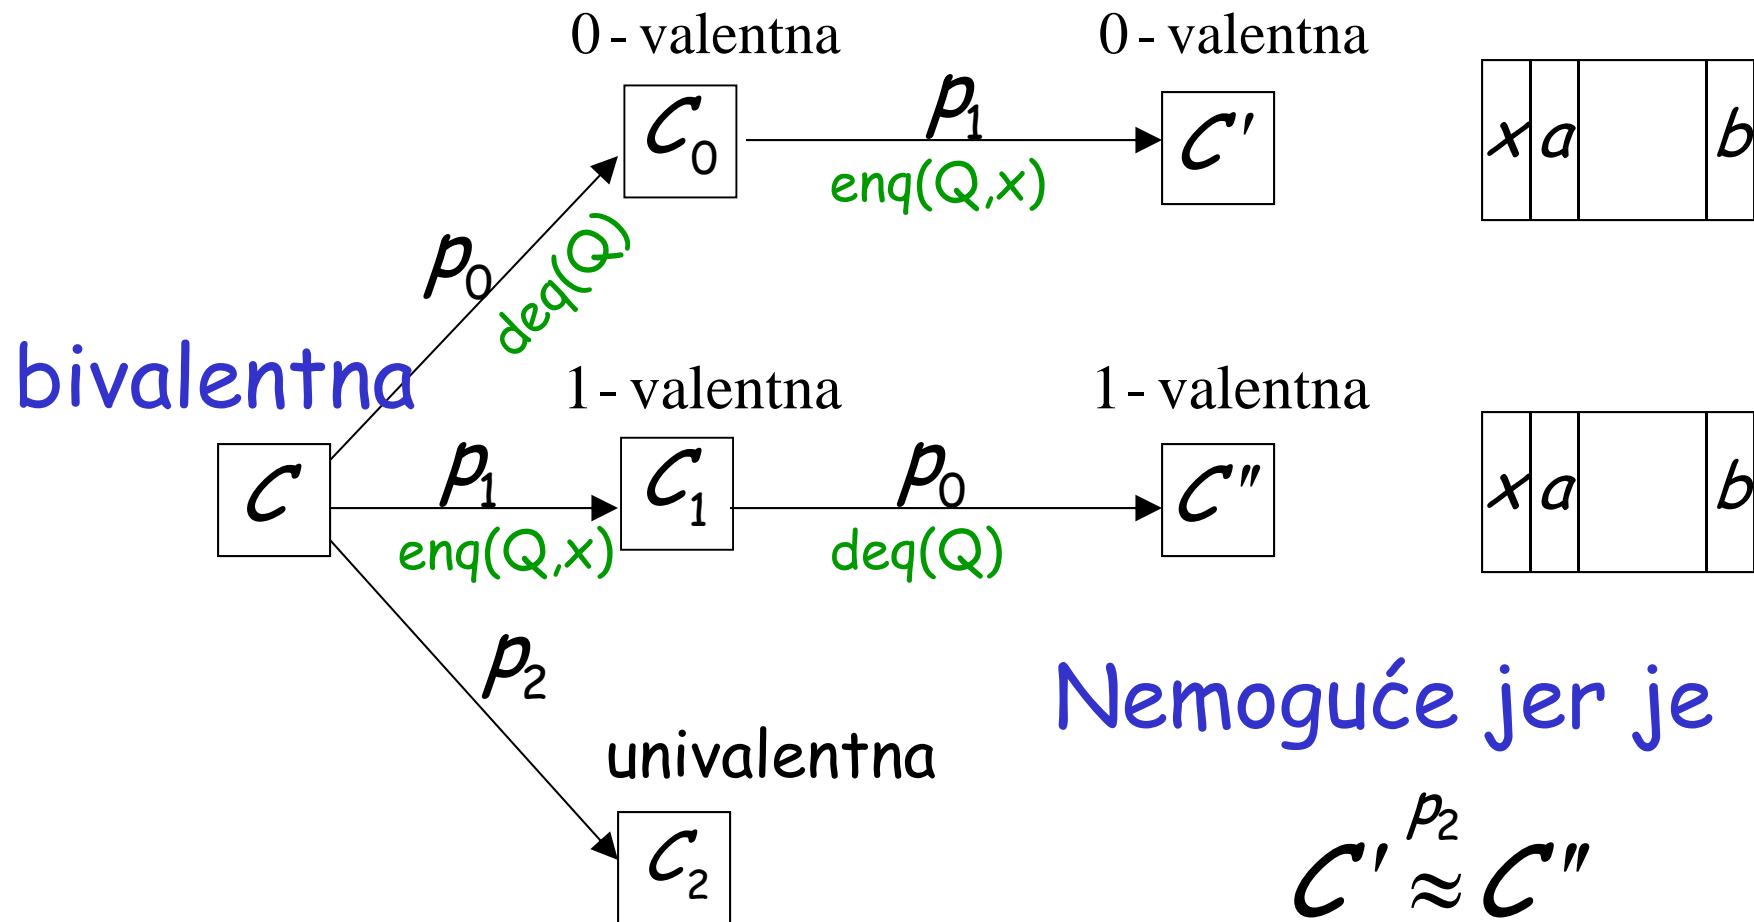 0 - valentna 0 - valentna
C₀ p₁ C' x a b
enq(Q,x)
p₀ deq(Q)
bivalentna 1 - valentna 1 - valentna
C p₁ C₁ p₀ C'' x a b
enq(Q,x) deq(Q)
p₂
Nemoguće jer je
univalentna
p₂
C₂ C' ≈ C''